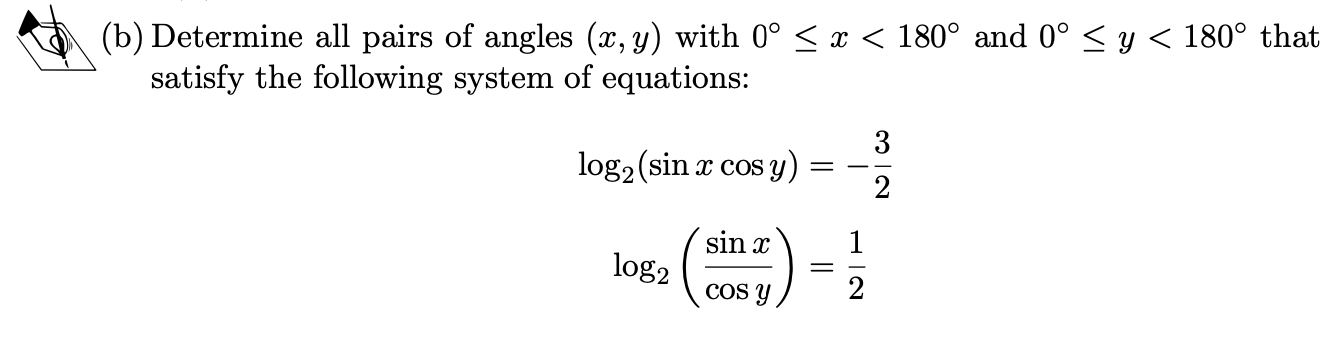 (b) Determine all pairs of angles (x, y) with 0° ≤ x < 180° and 0° ≤ y < 180° that
satisfy the following system of equations:
log₂(sin x cos y) = −3/2
log₂(sin x / cos y) = 1/2